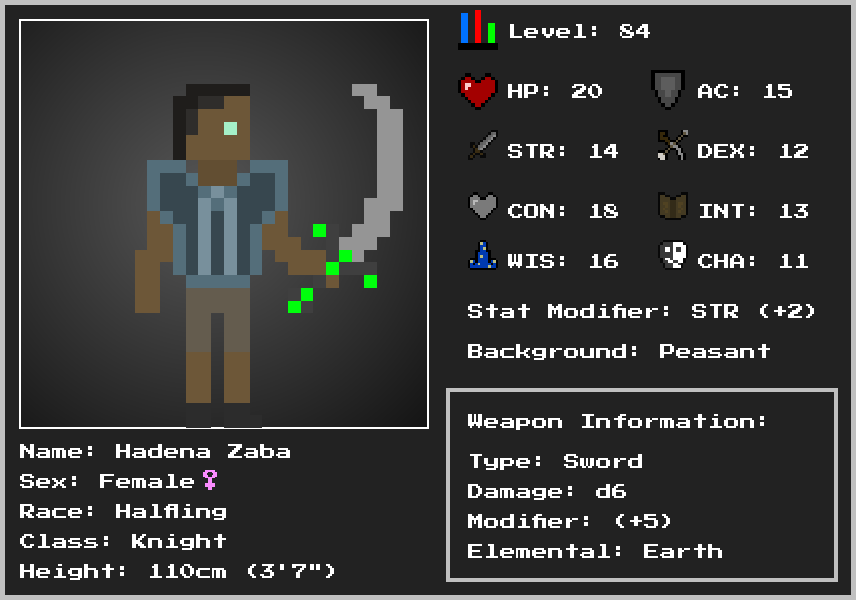 Level: 84
HP: 20 AC: 15
STR: 14 DEX: 12
CON: 18 INT: 13
WIS: 16 CHA: 11
Stat Modifier: STR (+2)
Background: Peasant
Name: Hadena Zaba
Sex: Female♀
Race: Halfling
Class: Knight
Height: 110cm (3'7")
Weapon Information:
Type: Sword
Damage: d6
Modifier: (+5)
Elemental: Earth